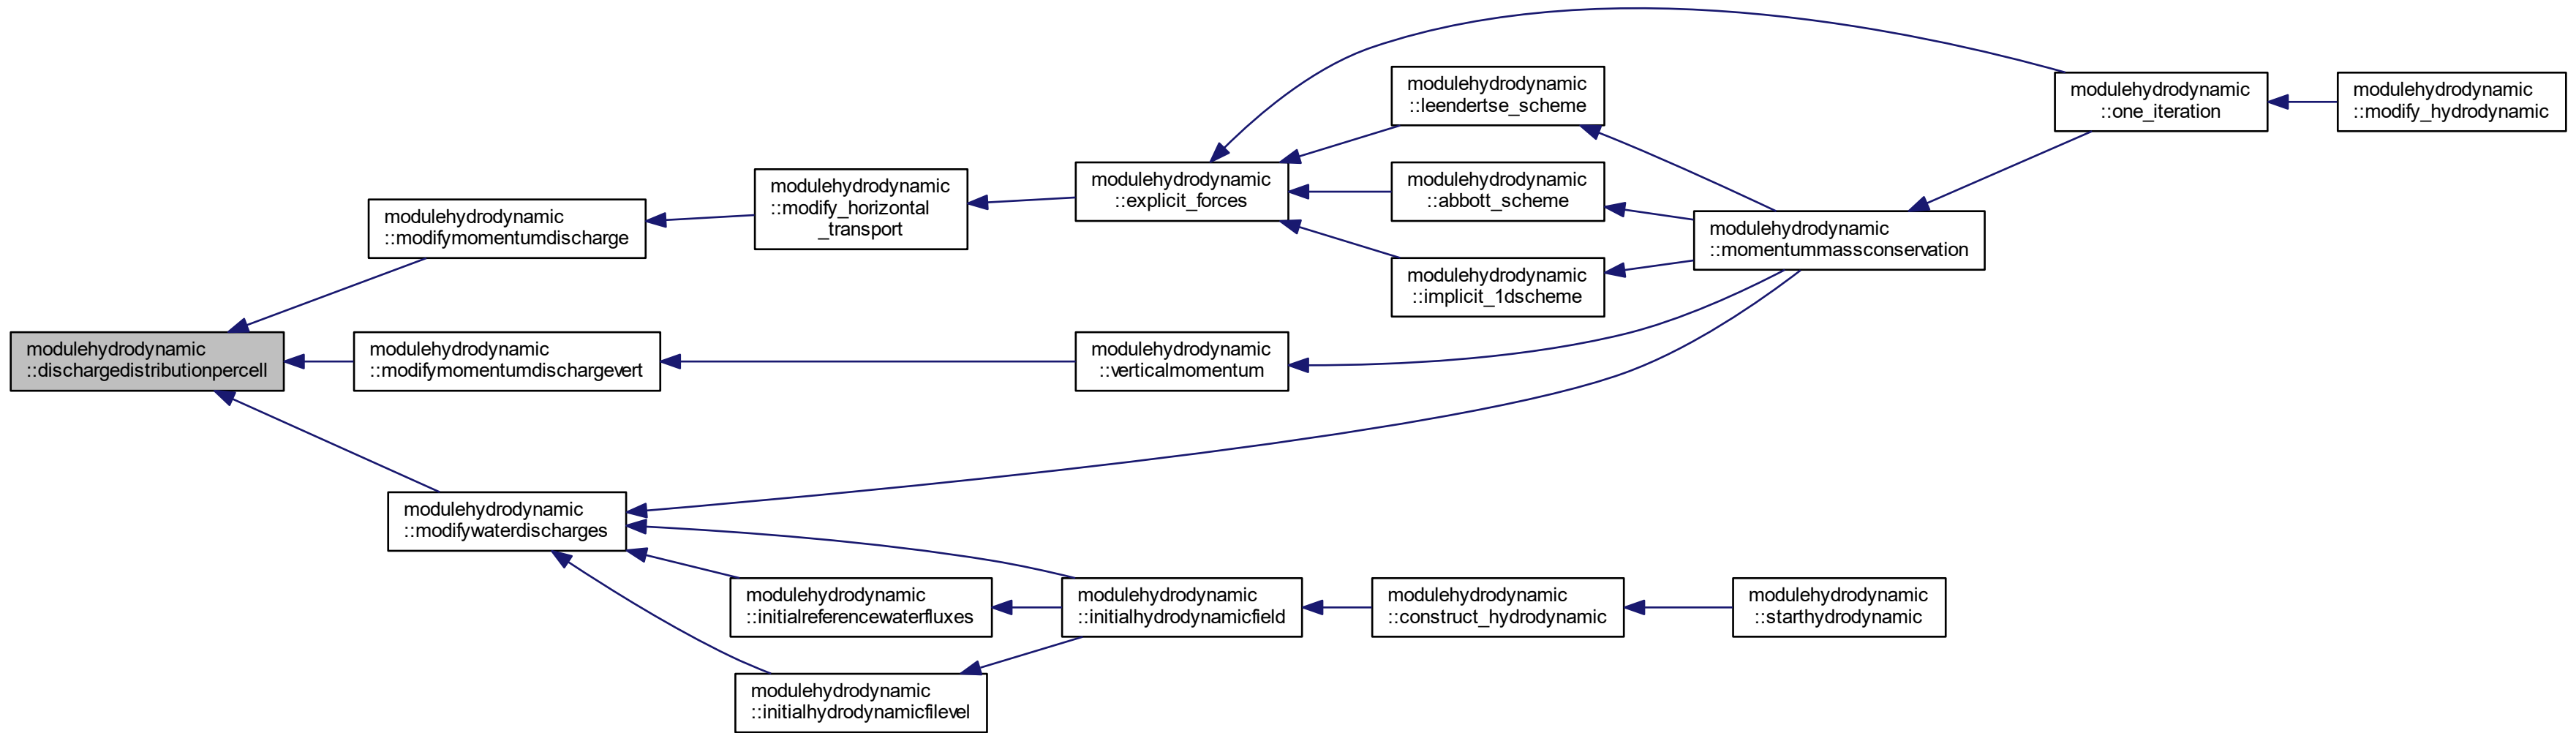 modulehydrodynamic
::dischargedistributionpercell
modulehydrodynamic
::modifymomentumdischarge
modulehydrodynamic
::modify_horizontal
_transport
modulehydrodynamic
::explicit_forces
modulehydrodynamic
::leendertse_scheme
modulehydrodynamic
::abbott_scheme
modulehydrodynamic
::implicit_1dscheme
modulehydrodynamic
::momentummassconservation
modulehydrodynamic
::one_iteration
modulehydrodynamic
::modify_hydrodynamic
modulehydrodynamic
::modifymomentumdischargevert
modulehydrodynamic
::verticalmomentum
modulehydrodynamic
::modifywaterdischarges
modulehydrodynamic
::initialreferencewaterfluxes
modulehydrodynamic
::initialhydrodynamicfield
modulehydrodynamic
::construct_hydrodynamic
modulehydrodynamic
::starthydrodynamic
modulehydrodynamic
::initialhydrodynamicfilevel